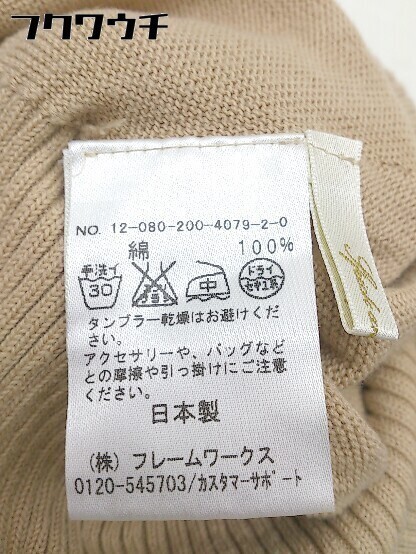 フクワウチ
NO. 12-080-200-4079-2-0
綿 100%
手洗イ 30 中 ドライ セキユ系
タンブラー乾燥はお避けくだ
さい。
アクセサリーや、バッグなど
との摩擦や引っ掛けにご注意
ください。
日本製
(株) フレームワークス
0120-545703/カスタマーサポート